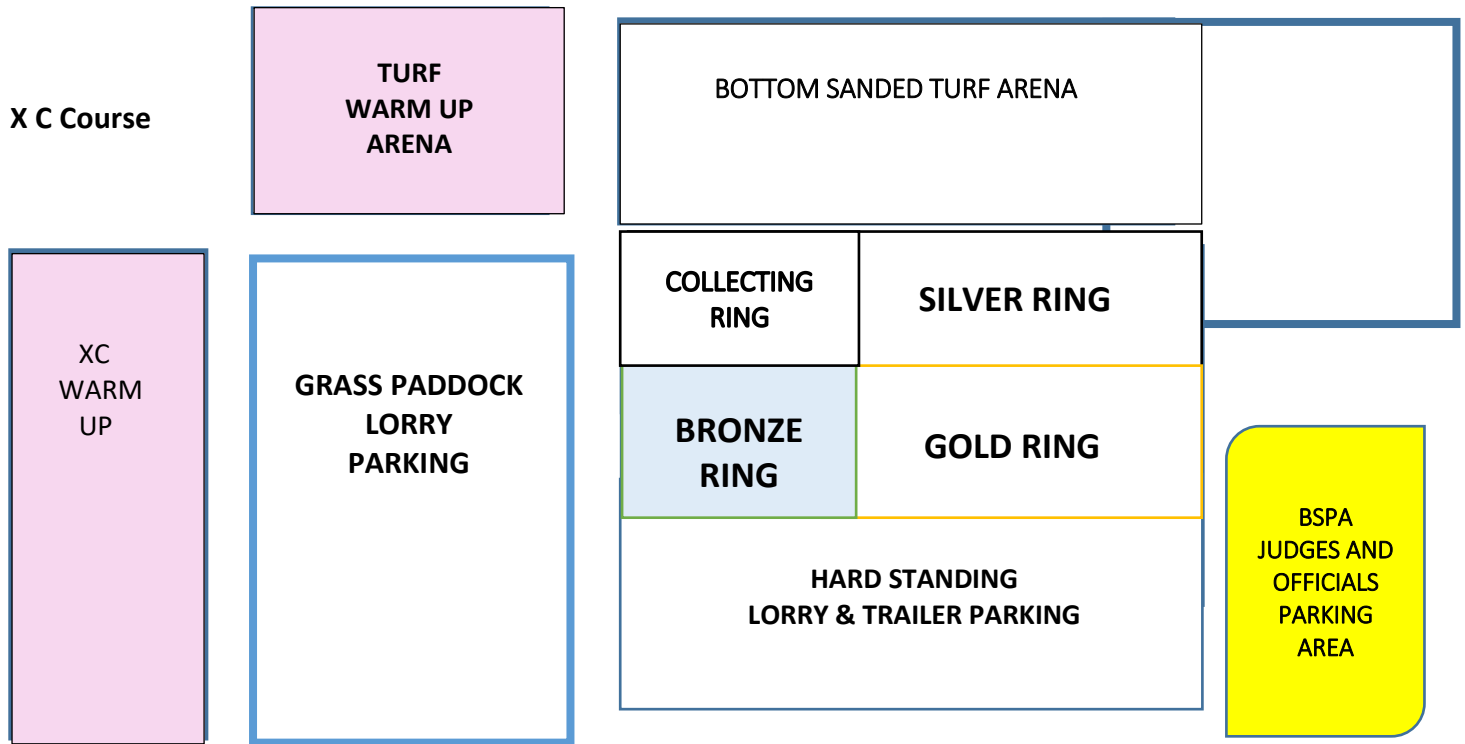 X C Course
TURF
WARM UP
ARENA
BOTTOM SANDED TURF ARENA
XC
WARM
UP
GRASS PADDOCK
LORRY
PARKING
COLLECTING
RING
SILVER RING
BRONZE
RING
GOLD RING
HARD STANDING
LORRY & TRAILER PARKING
BSPA
JUDGES AND
OFFICIALS
PARKING
AREA